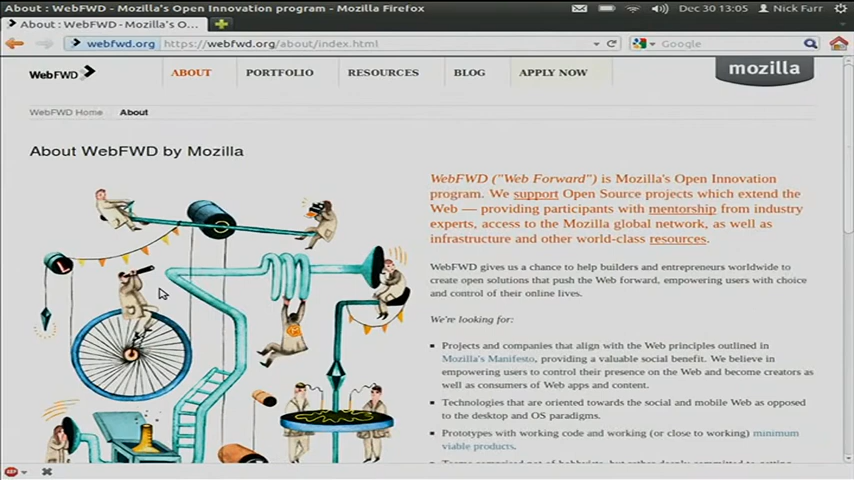 About : WebFWD - Mozilla's Open Innovation program - Mozilla Firefox
Dec 30 13:05
Nick Farr
About : WebFWD - Mozilla's O...
webfwd.org
https://webfwd.org/about/index.html
Google
WebFWD
ABOUT
PORTFOLIO
RESOURCES
BLOG
APPLY NOW
mozilla
WebFWD Home
About
About WebFWD by Mozilla
WebFWD ("Web Forward") is Mozilla's Open Innovation
program. We support Open Source projects which extend the
Web — providing participants with mentorship from industry
experts, access to the Mozilla global network, as well as
infrastructure and other world-class resources.
WebFWD gives us a chance to help builders and entrepreneurs worldwide to
create open solutions that push the Web forward, empowering users with choice
and control of their online lives.
We're looking for:
Projects and companies that align with the Web principles outlined in
Mozilla's Manifesto, providing a valuable social benefit. We believe in
empowering users to control their presence on the Web and become creators as
well as consumers of Web apps and content.
Technologies that are oriented towards the social and mobile Web as opposed
to the desktop and OS paradigms.
Prototypes with working code and working (or close to working) minimum
viable products.